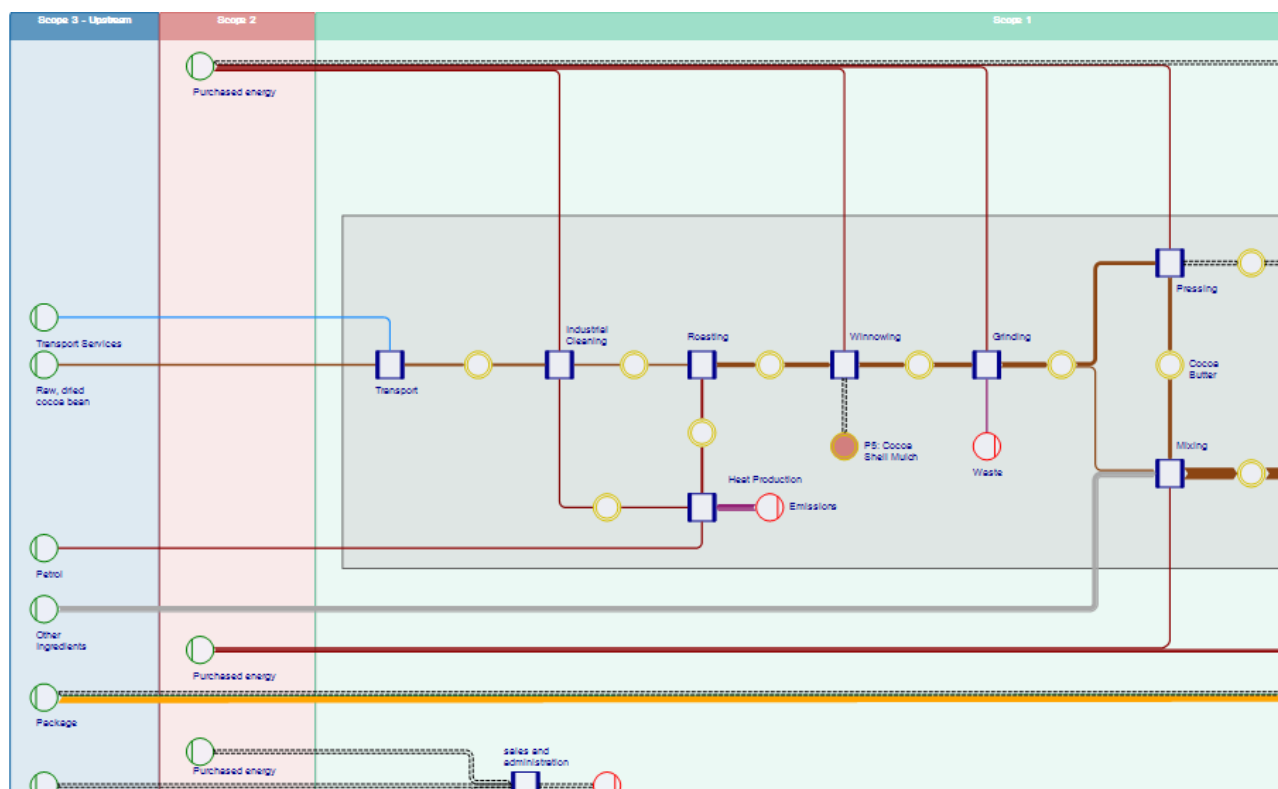 Scope 3 - Upstream
Scope 2
Scope 1
Purchased energy
Pressing
Transport Services
Industrial
Cleaning
Roasting
Winnowing
Grinding
Raw, dried
cocoa bean
Transport
Cocoa
Butter
P5: Cocoa
Shell Mulch
Waste
Mixing
Heat Production
Emissions
Petrol
Other
Ingredients
Purchased energy
Package
Purchased energy
sales and
administration